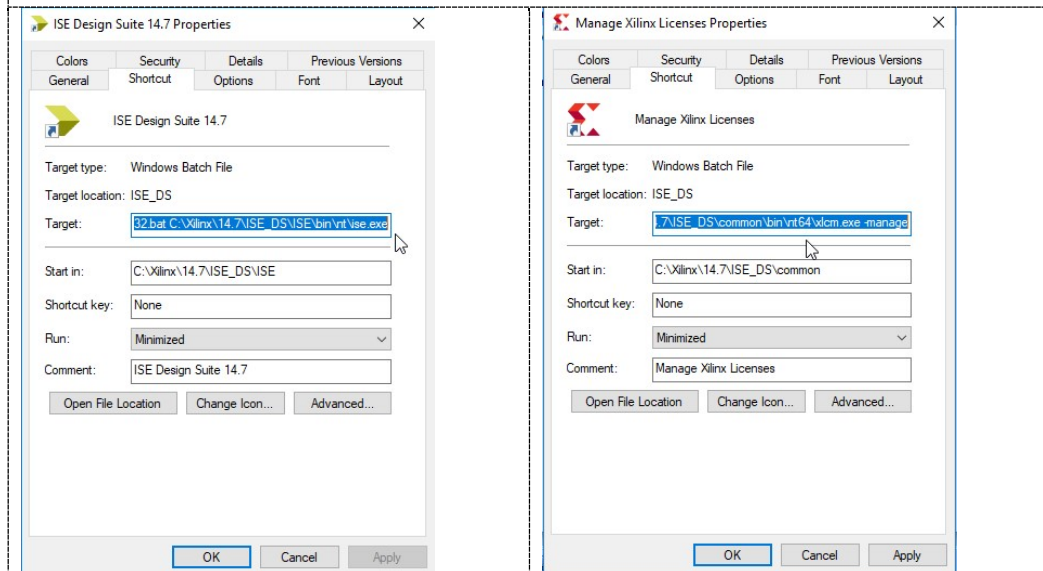 ISE Design Suite 14.7 Properties
Colors Security Details Previous Versions
General Shortcut Options Font Layout
ISE Design Suite 14.7
Target type: Windows Batch File
Target location: ISE_DS
Target: 32.bat C:\Xilinx\14.7\ISE_DS\ISE\bin\nt\ise.exe
Start in: C:\Xilinx\14.7\ISE_DS\ISE
Shortcut key: None
Run: Minimized
Comment: ISE Design Suite 14.7
Open File Location Change Icon... Advanced...
OK Cancel Apply
Manage Xilinx Licenses Properties
Colors Security Details Previous Versions
General Shortcut Options Font Layout
Manage Xilinx Licenses
Target type: Windows Batch File
Target location: ISE_DS
Target: .7\ISE_DS\common\bin\nt64\xlcm.exe -manage
Start in: C:\Xilinx\14.7\ISE_DS\common
Shortcut key: None
Run: Minimized
Comment: Manage Xilinx Licenses
Open File Location Change Icon... Advanced...
OK Cancel Apply